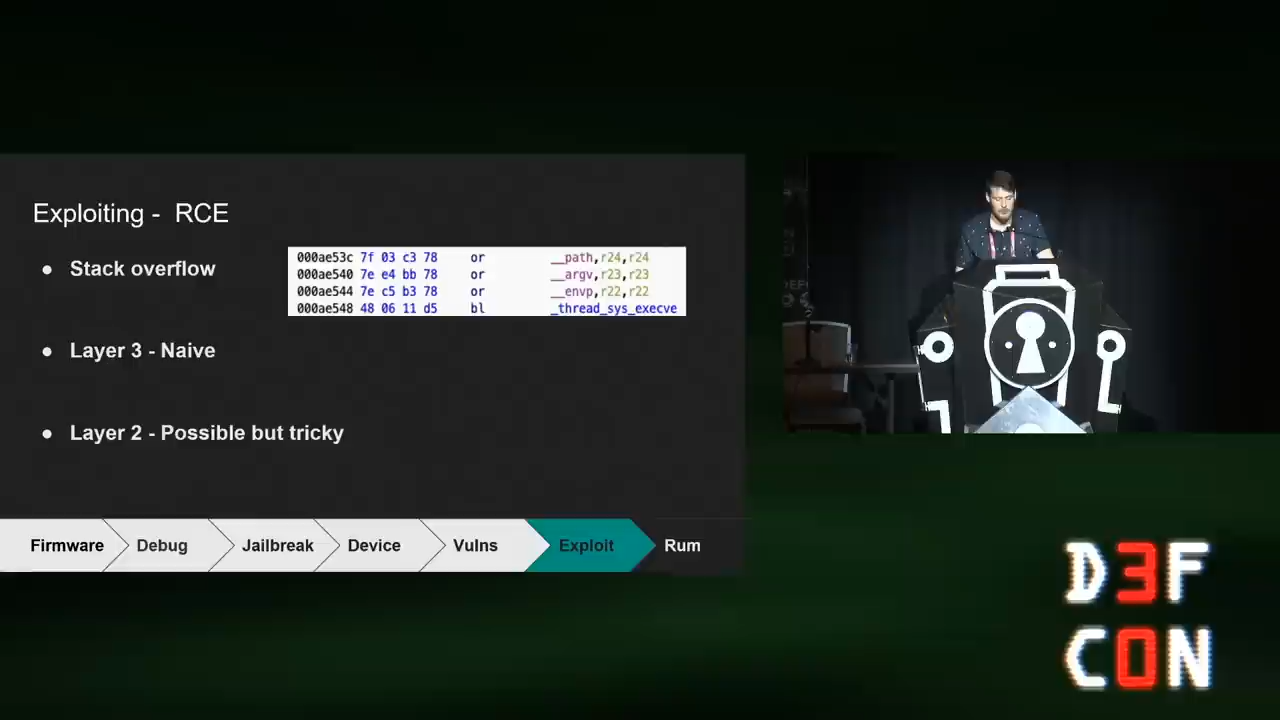 Exploiting - RCE
● Stack overflow
000ae53c 7f 03 c3 78 or __path,r24,r24
000ae540 7e e4 bb 78 or __argv,r23,r23
000ae544 7e c5 b3 78 or __envp,r22,r22
000ae548 48 06 11 d5 bl _thread_sys_execve
● Layer 3 - Naive
● Layer 2 - Possible but tricky
Firmware Debug Jailbreak Device Vulns Exploit Rum
D3F
C0N